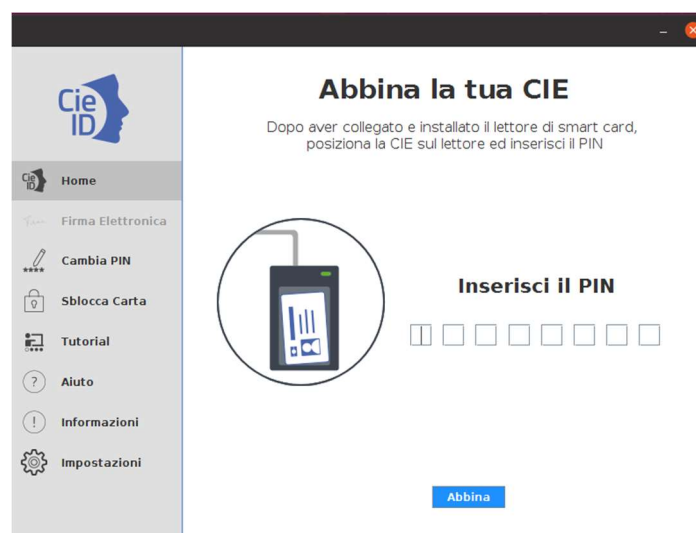 Cie
ID
Cie
ID
Home
Firma Elettronica
Cambia PIN
Sblocca Carta
Tutorial
Aiuto
Informazioni
Impostazioni
Abbina la tua CIE
Dopo aver collegato e installato il lettore di smart card,
posiziona la CIE sul lettore ed inserisci il PIN
Inserisci il PIN
Abbina